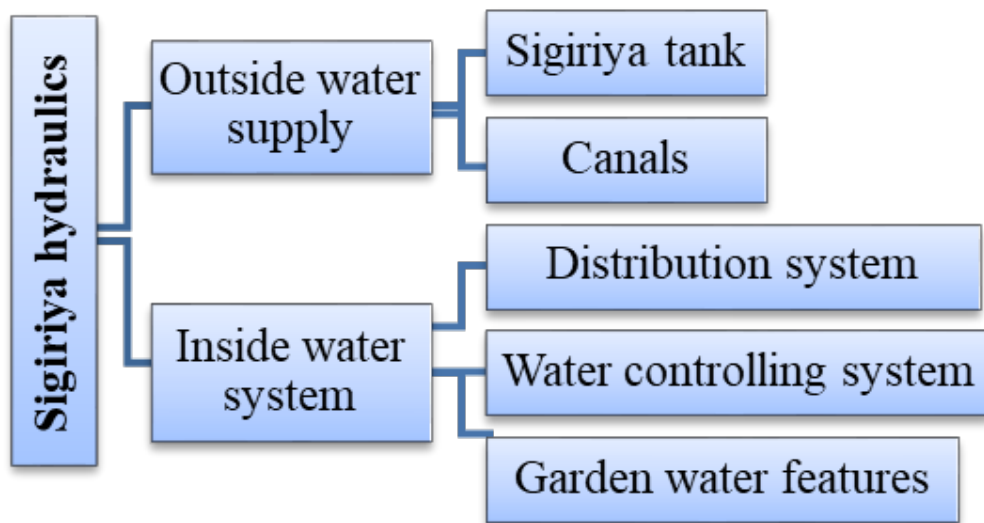 Sigiriya hydraulics
Outside water
supply
Sigiriya tank
Canals
Inside water
system
Distribution system
Water controlling system
Garden water features